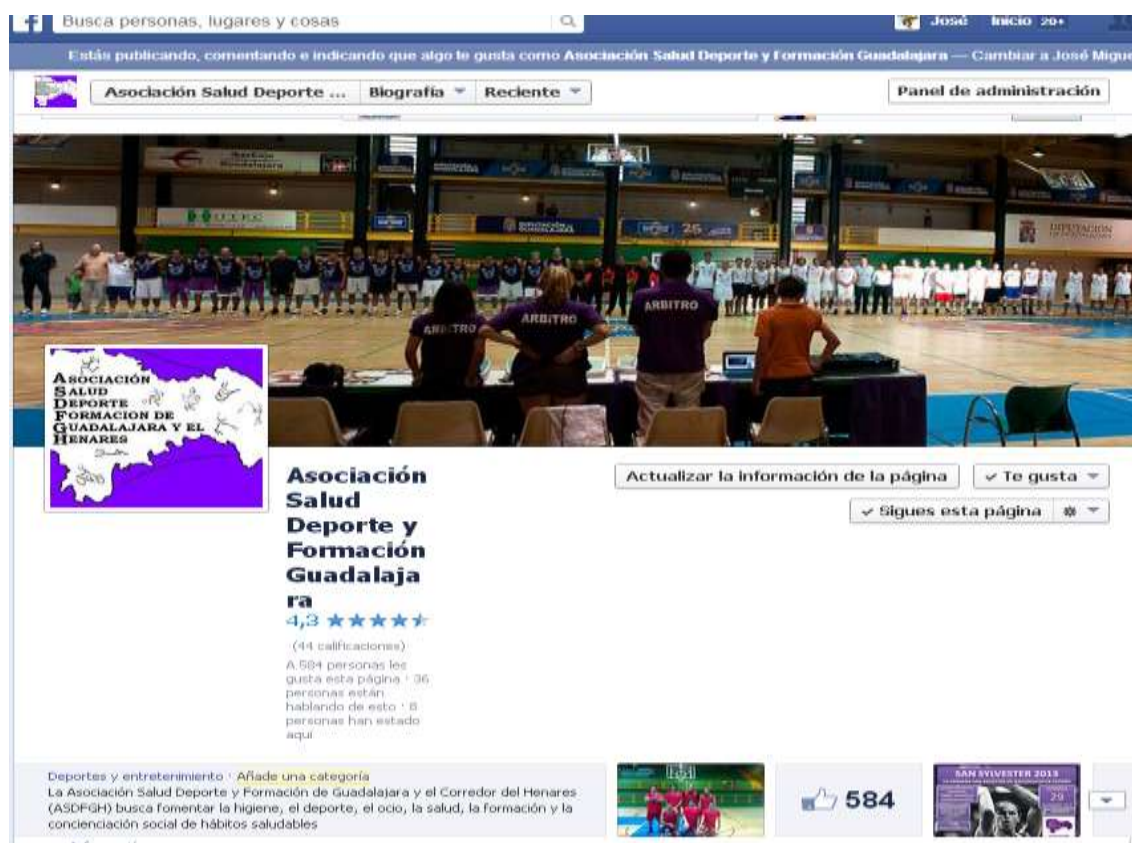 f Busca personas, lugares y cosas
José Inicio 20+
Estás publicando, comentando e indicando que algo te gusta como Asociación Salud Deporte y Formación Guadalajara — Cambiar a José Migue
Asociación Salud Deporte ... Biografía Reciente
Panel de administración
DIPUTACIÓN
ARBITRO
ARBITRO
ARBITRO
ASOCIACIÓN
SALUD
DEPORTE
FORMACION DE
GUADALAJARA Y EL
HENARES
Asociación
Salud
Deporte y
Formación
Guadalaja
ra
4,3
(44 calificaciones)
A 584 personas les
gusta esta página · 36
personas están
hablando de esto · 8
personas han estado
aquí
Actualizar la información de la página
Te gusta
Sigues esta página
Deportes y entretenimiento · Añade una categoría
La Asociación Salud Deporte y Formación de Guadalajara y el Corredor del Henares
(ASDFGH) busca fomentar la higiene, el deporte, el ocio, la salud, la formación y la
concienciación social de hábitos saludables
584
SAN SYLVESTER 2013
29